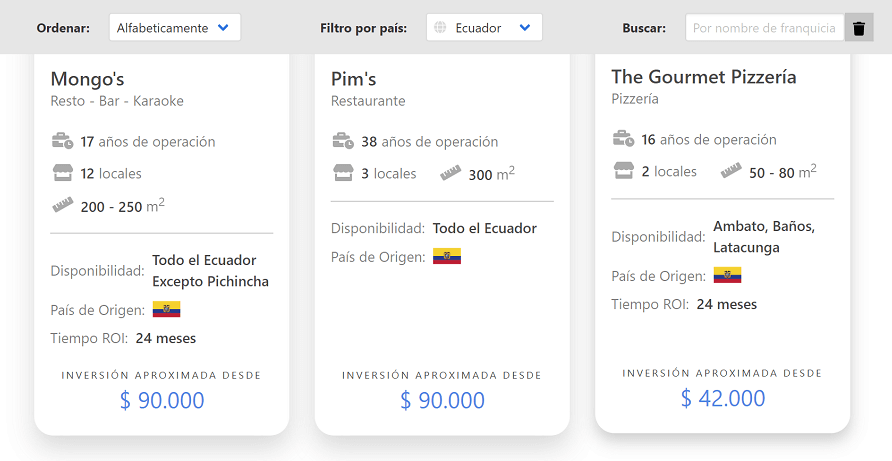 Ordenar: Alfabeticamente Filtro por país: Ecuador Buscar: Por nombre de franquicia
Mongo's
Resto - Bar - Karaoke
17 años de operación
12 locales
200 - 250 m²
Disponibilidad: Todo el Ecuador
Excepto Pichincha
País de Origen:
Tiempo ROI: 24 meses
INVERSIÓN APROXIMADA DESDE
$ 90.000
Pim's
Restaurante
38 años de operación
3 locales 300 m²
Disponibilidad: Todo el Ecuador
País de Origen:
INVERSIÓN APROXIMADA DESDE
$ 90.000
The Gourmet Pizzería
Pizzería
16 años de operación
2 locales 50 - 80 m²
Disponibilidad: Ambato, Baños,
Latacunga
País de Origen:
Tiempo ROI: 24 meses
INVERSIÓN APROXIMADA DESDE
$ 42.000